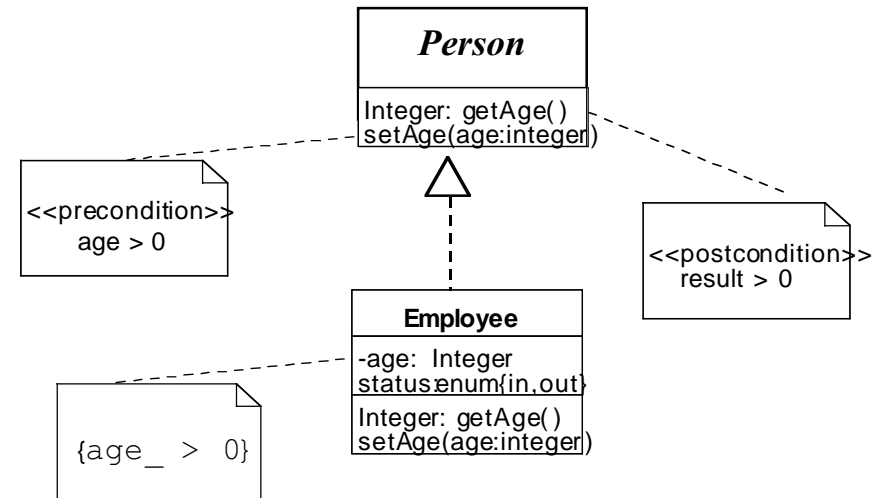 Person
Integer: getAge()
setAge(age:integer)
<<precondition>>
age > 0
<<postcondition>>
result > 0
Employee
-age: Integer
status:enum{in,out}
Integer: getAge()
setAge(age:integer)
{age_ > 0}